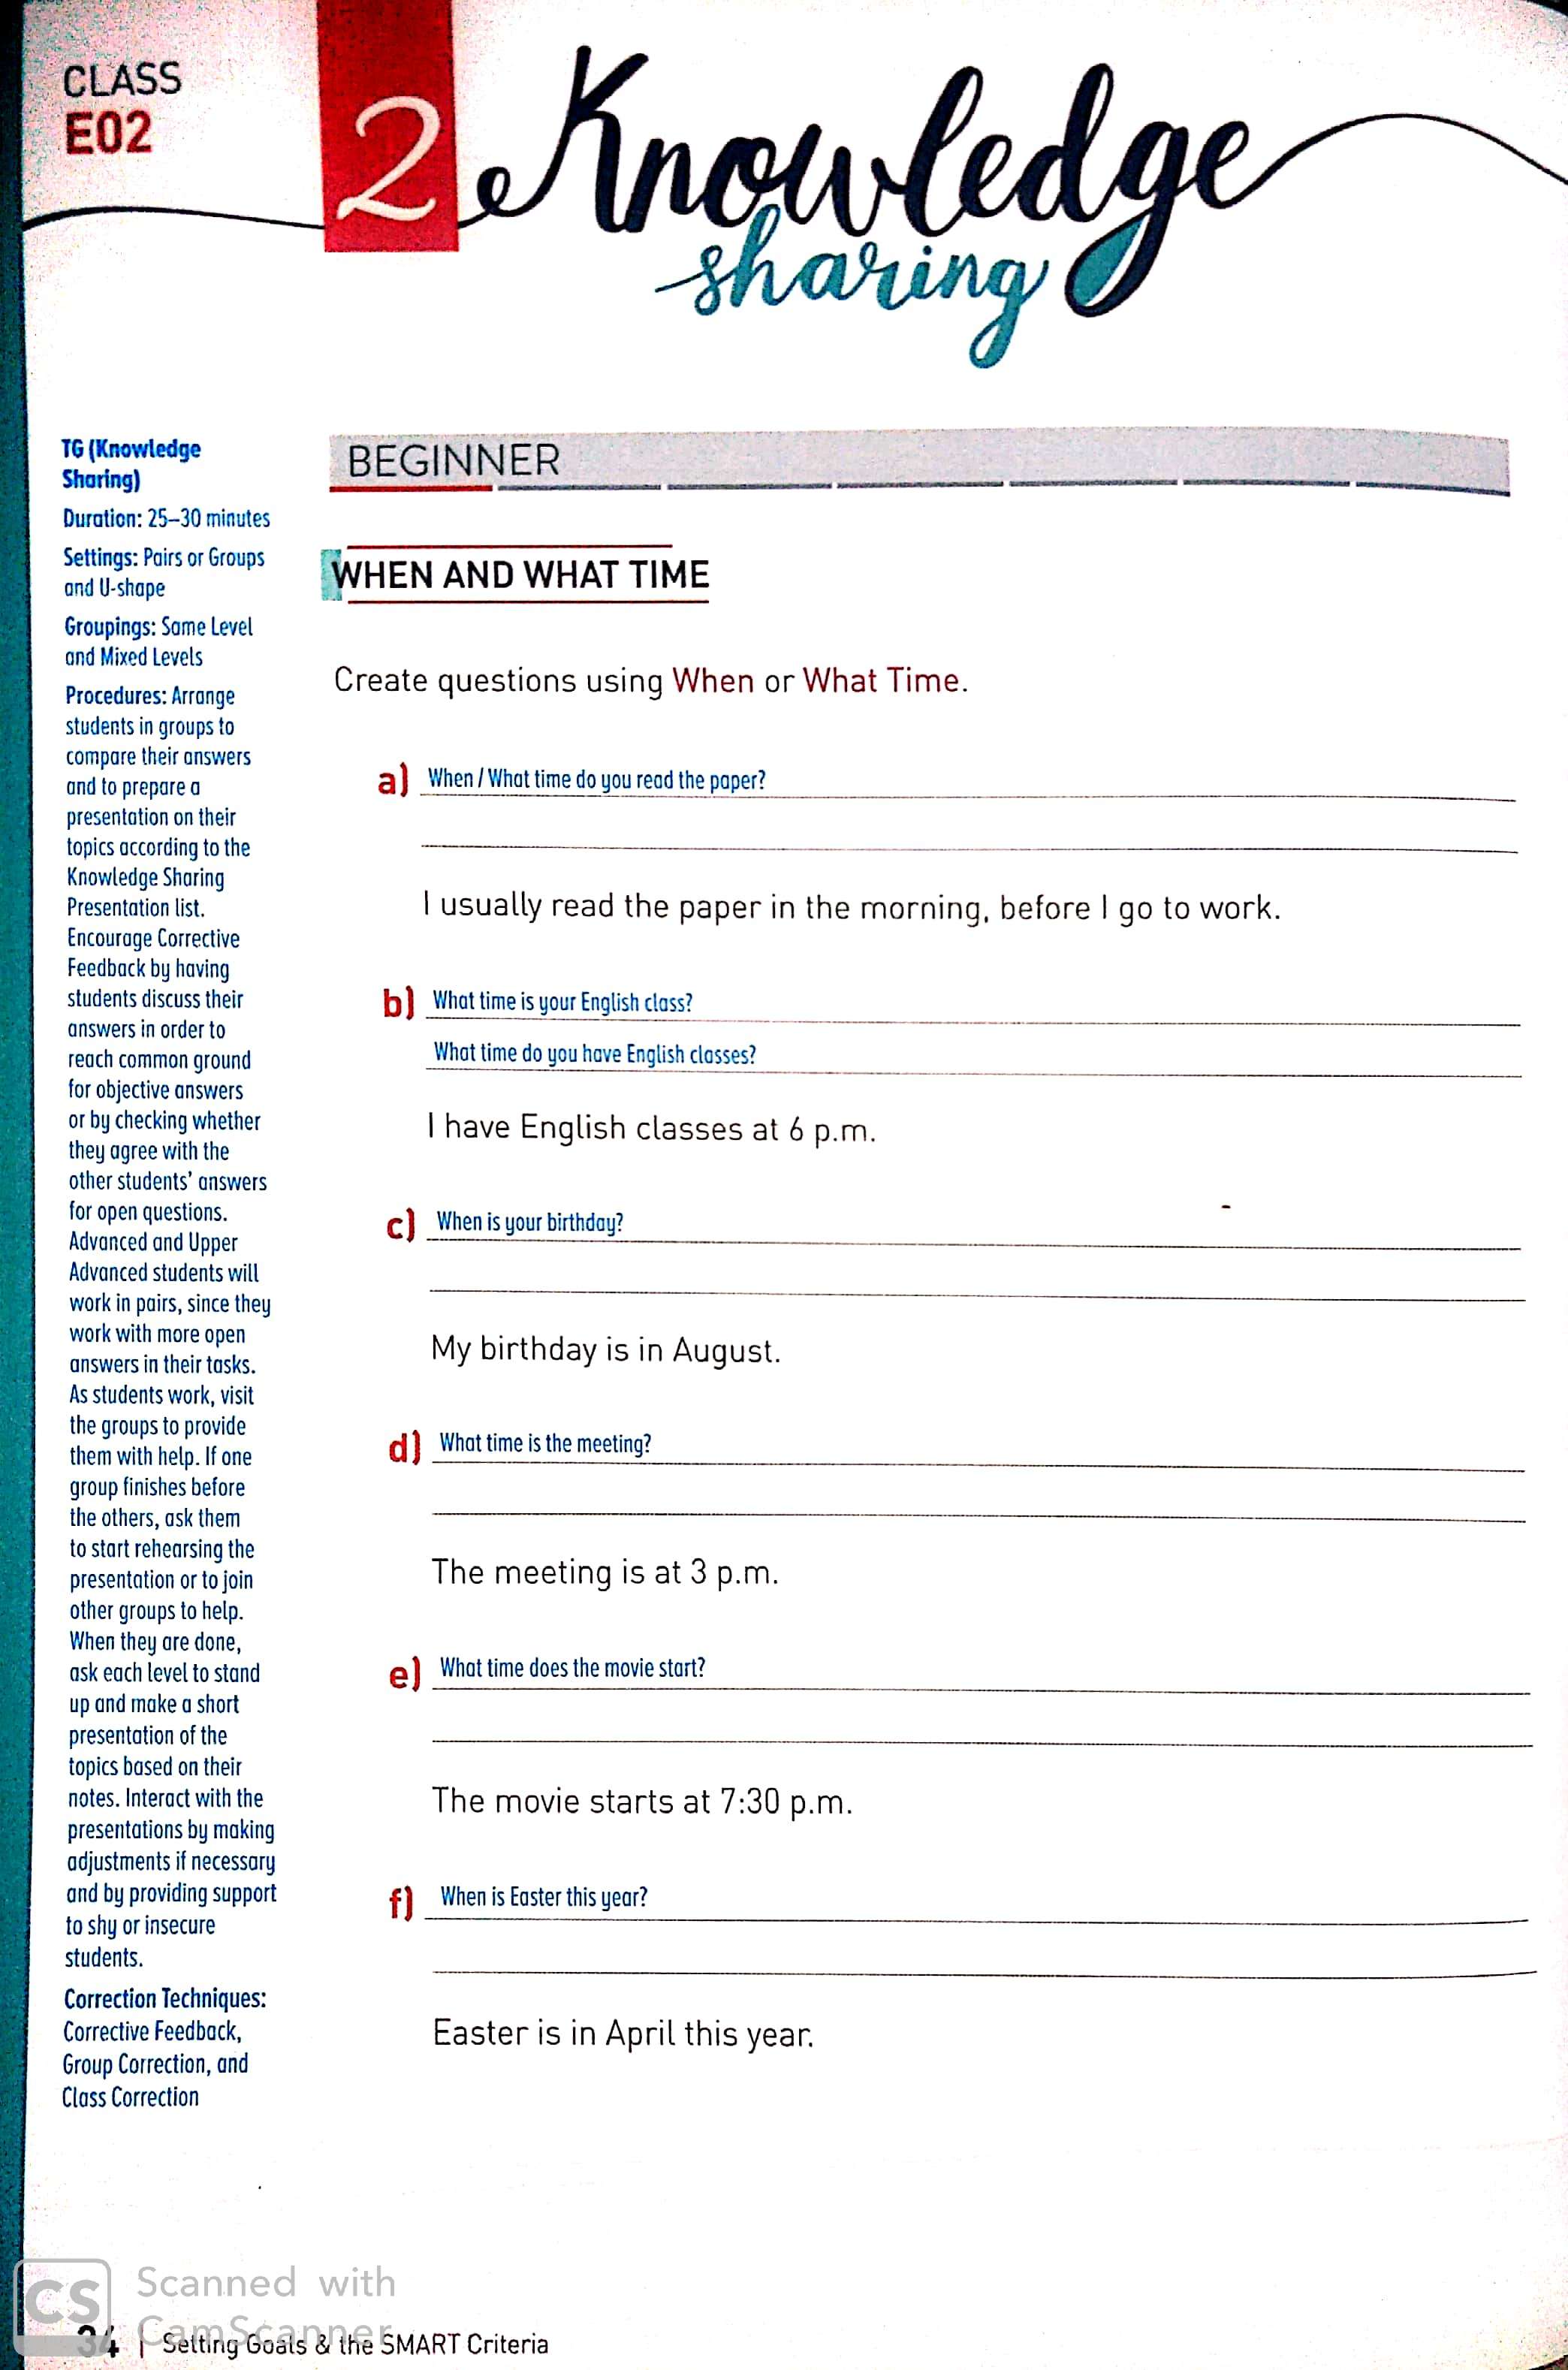 CLASS
E02
2 Knowledge
sharing
TG (Knowledge
Sharing)
Duration: 25–30 minutes
Settings: Pairs or Groups
and U-shape
Groupings: Same Level
and Mixed Levels
Procedures: Arrange
students in groups to
compare their answers
and to prepare a
presentation on their
topics according to the
Knowledge Sharing
Presentation list.
Encourage Corrective
Feedback by having
students discuss their
answers in order to
reach common ground
for objective answers
or by checking whether
they agree with the
other students' answers
for open questions.
Advanced and Upper
Advanced students will
work in pairs, since they
work with more open
answers in their tasks.
As students work, visit
the groups to provide
them with help. If one
group finishes before
the others, ask them
to start rehearsing the
presentation or to join
other groups to help.
When they are done,
ask each level to stand
up and make a short
presentation of the
topics based on their
notes. Interact with the
presentations by making
adjustments if necessary
and by providing support
to shy or insecure
students.
Correction Techniques:
Corrective Feedback,
Group Correction, and
Class Correction
BEGINNER
WHEN AND WHAT TIME
Create questions using When or What Time.
a) When / What time do you read the paper?
I usually read the paper in the morning, before I go to work.
b) What time is your English class?
What time do you have English classes?
I have English classes at 6 p.m.
c) When is your birthday?
My birthday is in August.
d) What time is the meeting?
The meeting is at 3 p.m.
e) What time does the movie start?
The movie starts at 7:30 p.m.
f) When is Easter this year?
Easter is in April this year.
CS Scanned with
CamScanner
34 | Setting Goals & the SMART Criteria